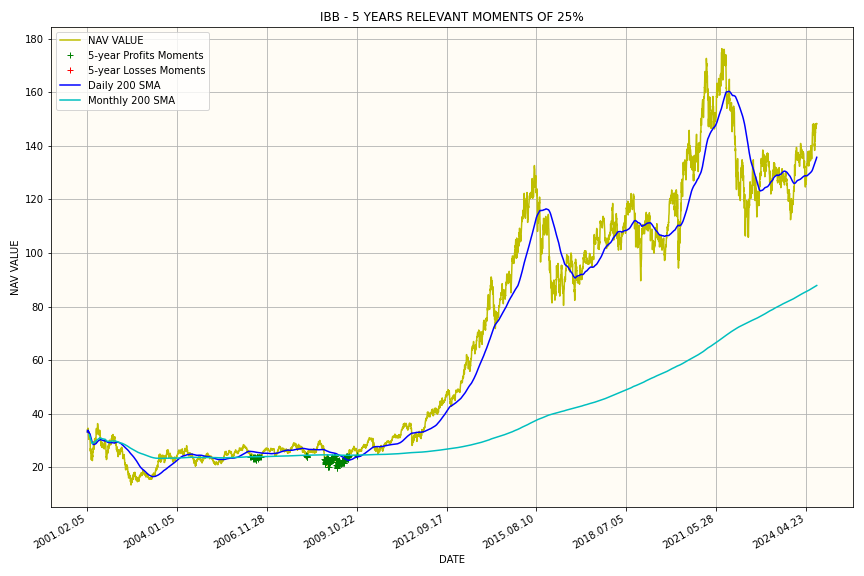 IBB - 5 YEARS RELEVANT MOMENTS OF 25%
NAV VALUE
5-year Profits Moments
5-year Losses Moments
Daily 200 SMA
Monthly 200 SMA
NAV VALUE
180
160
140
120
100
80
60
40
20
2001.02.05
2004.01.05
2006.11.28
2009.10.22
2012.09.17
2015.08.10
2018.07.05
2021.05.28
2024.04.23
DATE